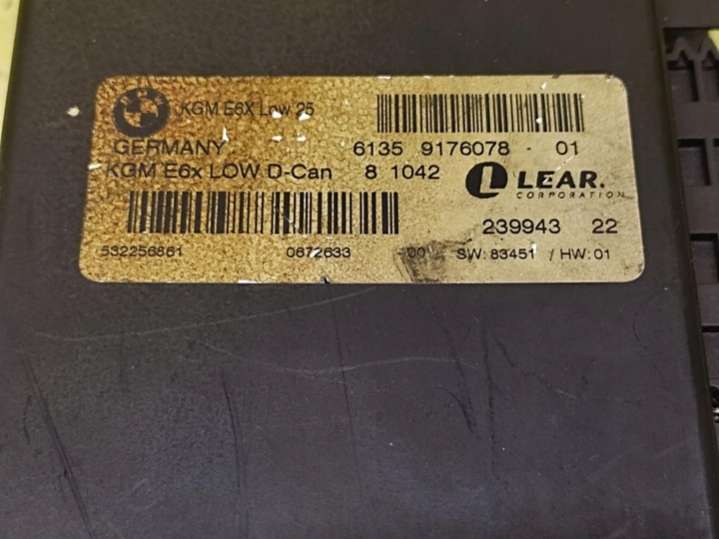 KGM E6X Low 25
GERMANY 6135 9176078 - 01
KGM E6x LOW D-Can 8 1042
LEAR.
CORPORATION
239943 22
532256861 0672633 00 SW: 83451 / HW: 01